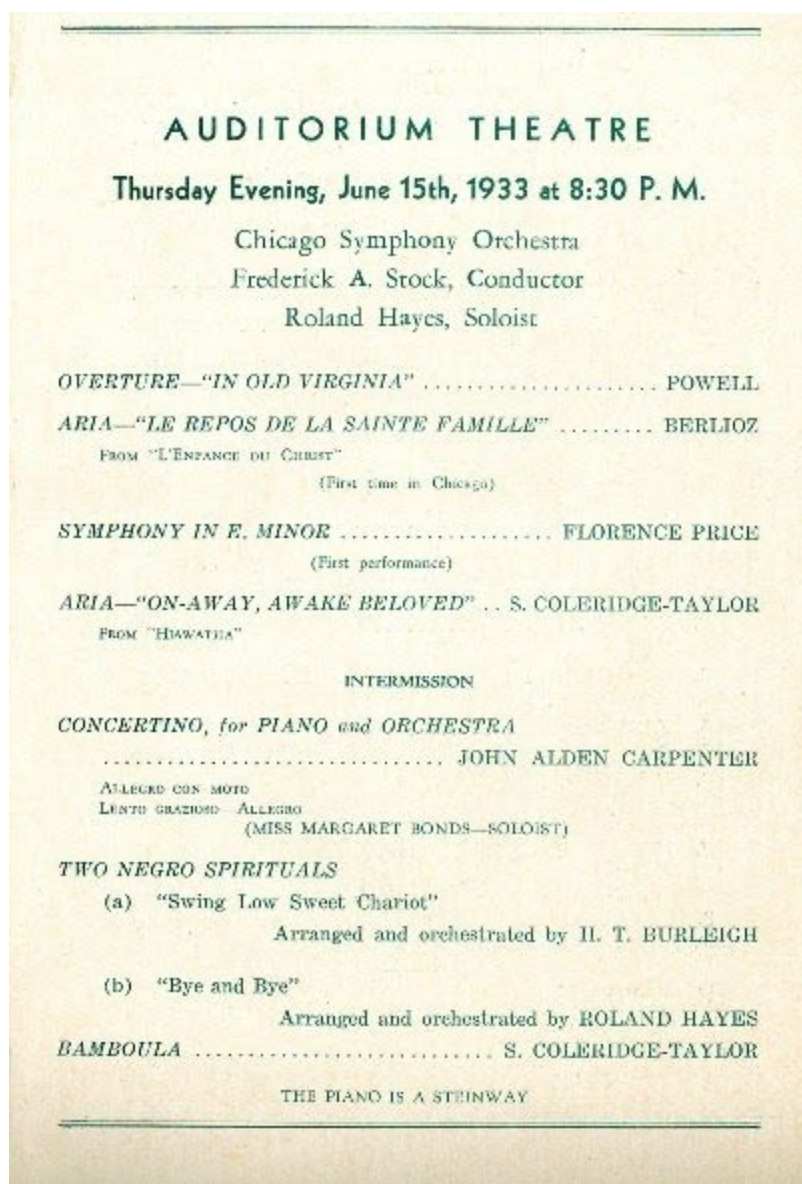 AUDITORIUM THEATRE
Thursday Evening, June 15th, 1933 at 8:30 P. M.
Chicago Symphony Orchestra
Frederick A. Stock, Conductor
Roland Hayes, Soloist
OVERTURE—"IN OLD VIRGINIA" ...................... POWELL
ARIA—"LE REPOS DE LA SAINTE FAMILLE" ......... BERLIOZ
FROM "L'ENFANCE DU CHRIST"
(First time in Chicago)
SYMPHONY IN E. MINOR .................... FLORENCE PRICE
(First performance)
ARIA—"ON-AWAY, AWAKE BELOVED" .. S. COLERIDGE-TAYLOR
FROM "HIAWATHA"
INTERMISSION
CONCERTINO, for PIANO and ORCHESTRA
................................ JOHN ALDEN CARPENTER
ALLEGRO CON MOTO
LENTO GRAZIOSO—ALLEGRO
(MISS MARGARET BONDS—SOLOIST)
TWO NEGRO SPIRITUALS
(a) "Swing Low Sweet Chariot"
Arranged and orchestrated by H. T. BURLEIGH
(b) "Bye and Bye"
Arranged and orchestrated by ROLAND HAYES
BAMBOULA ............................ S. COLERIDGE-TAYLOR
THE PIANO IS A STEINWAY